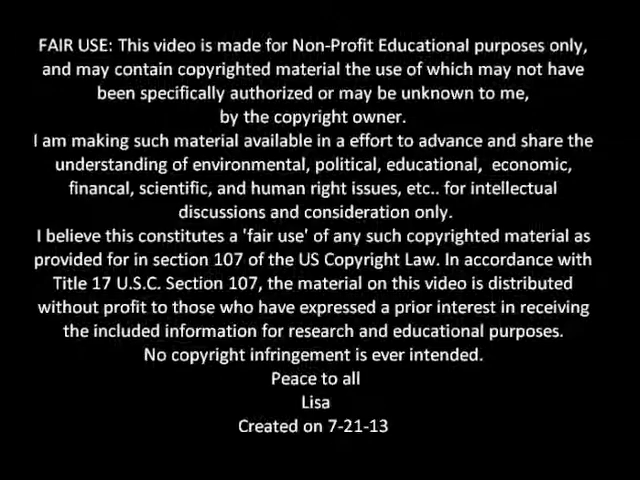 FAIR USE: This video is made for Non-Profit Educational purposes only,
and may contain copyrighted material the use of which may not have
been specifically authorized or may be unknown to me,
by the copyright owner.
I am making such material available in a effort to advance and share the
understanding of environmental, political, educational, economic,
financal, scientific, and human right issues, etc.. for intellectual
discussions and consideration only.
I believe this constitutes a 'fair use' of any such copyrighted material as
provided for in section 107 of the US Copyright Law. In accordance with
Title 17 U.S.C. Section 107, the material on this video is distributed
without profit to those who have expressed a prior interest in receiving
the included information for research and educational purposes.
No copyright infringement is ever intended.
Peace to all
Lisa
Created on 7-21-13